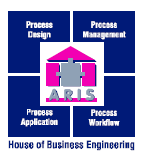 Process
Design
Process
Management
ARIS
Process
Application
Process
Workflow
House of Business Engineering